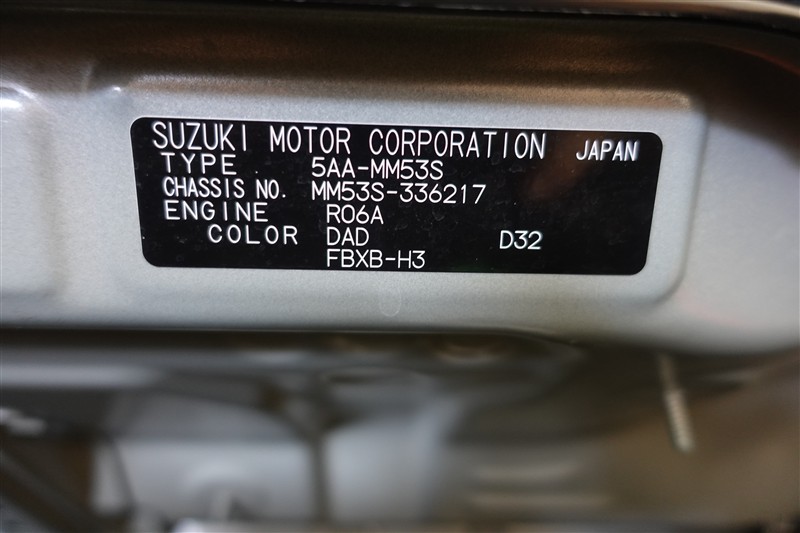 SUZUKI MOTOR CORPORATION JAPAN
TYPE 5AA-MM53S
CHASSIS NO. MM53S-336217
ENGINE R06A
COLOR DAD D32
FBXB-H3